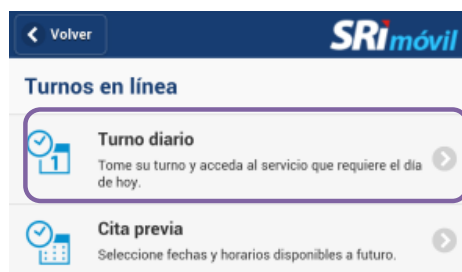 Volver
SRi móvil
Turnos en línea
Turno diario
1
Tome su turno y acceda al servicio que requiere el día
de hoy.
Cita previa
Seleccione fechas y horarios disponibles a futuro.